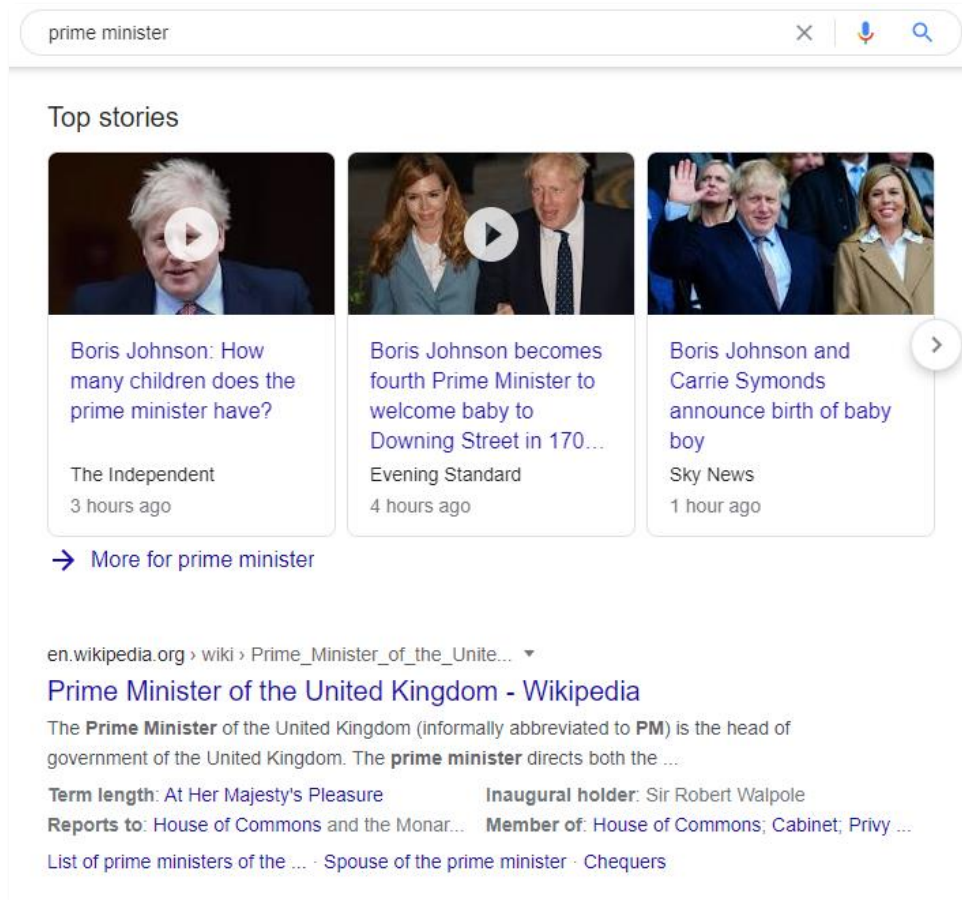 prime minister
Top stories
Boris Johnson: How
many children does the
prime minister have?
The Independent
3 hours ago
Boris Johnson becomes
fourth Prime Minister to
welcome baby to
Downing Street in 170...
Evening Standard
4 hours ago
Boris Johnson and
Carrie Symonds
announce birth of baby
boy
Sky News
1 hour ago
More for prime minister
en.wikipedia.org › wiki › Prime_Minister_of_the_Unite...
Prime Minister of the United Kingdom - Wikipedia
The Prime Minister of the United Kingdom (informally abbreviated to PM) is the head of
government of the United Kingdom. The prime minister directs both the ...
Term length: At Her Majesty's Pleasure Inaugural holder: Sir Robert Walpole
Reports to: House of Commons and the Monar... Member of: House of Commons; Cabinet; Privy ...
List of prime ministers of the ... · Spouse of the prime minister · Chequers